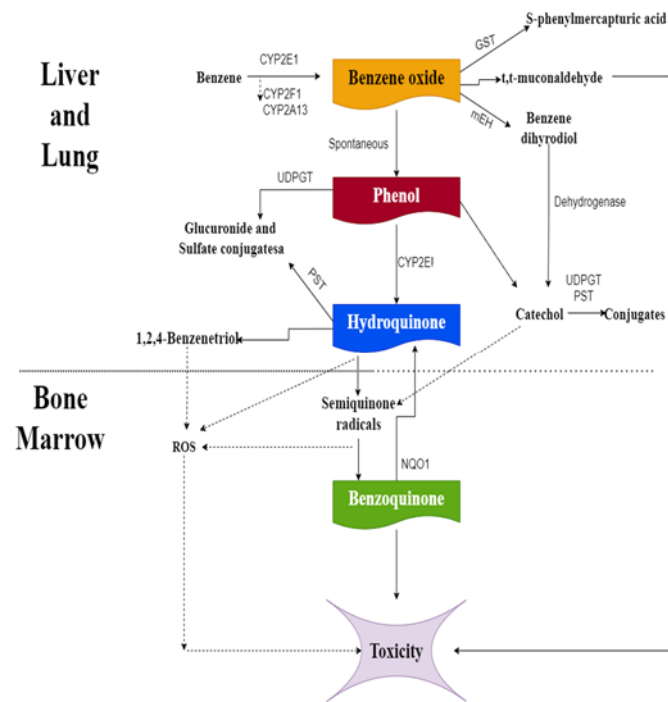 S-phenylmercapturic acid
GST
Liver
and
Lung
CYP2E1
Benzene
Benzene oxide
t,t-muconaldehyde
CYP2F1
CYP2A13
mEH
Benzene
dihyrodiol
Spontaneous
UDPGT
Phenol
Dehydrogenase
Glucuronide and
Sulfate conjugatesa
CYP2E!
PST
UDPGT
PST
Hydroquinone
Catechol
Conjugates
1,2,4-Benzenetriol
Bone
Marrow
Semiquinone
radicals
ROS
NQO1
Benzoquinone
Toxicity